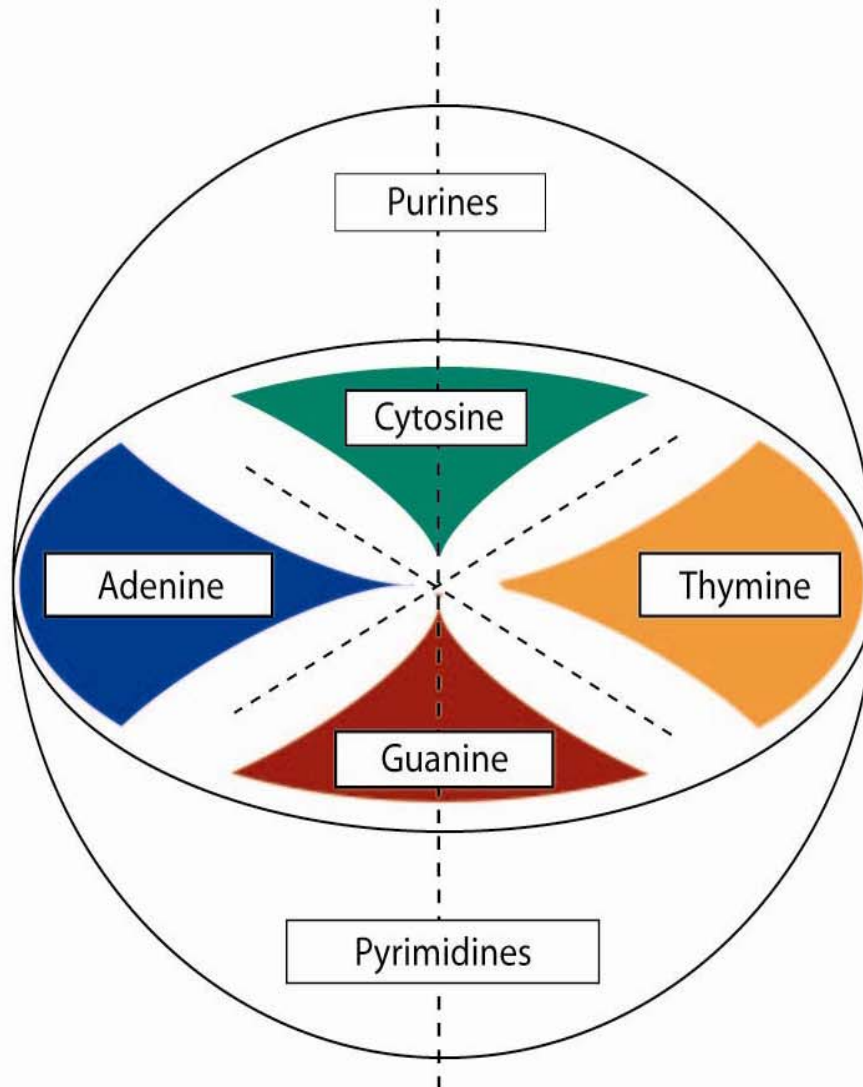 Purines
Cytosine
Adenine
Thymine
Guanine
Pyrimidines